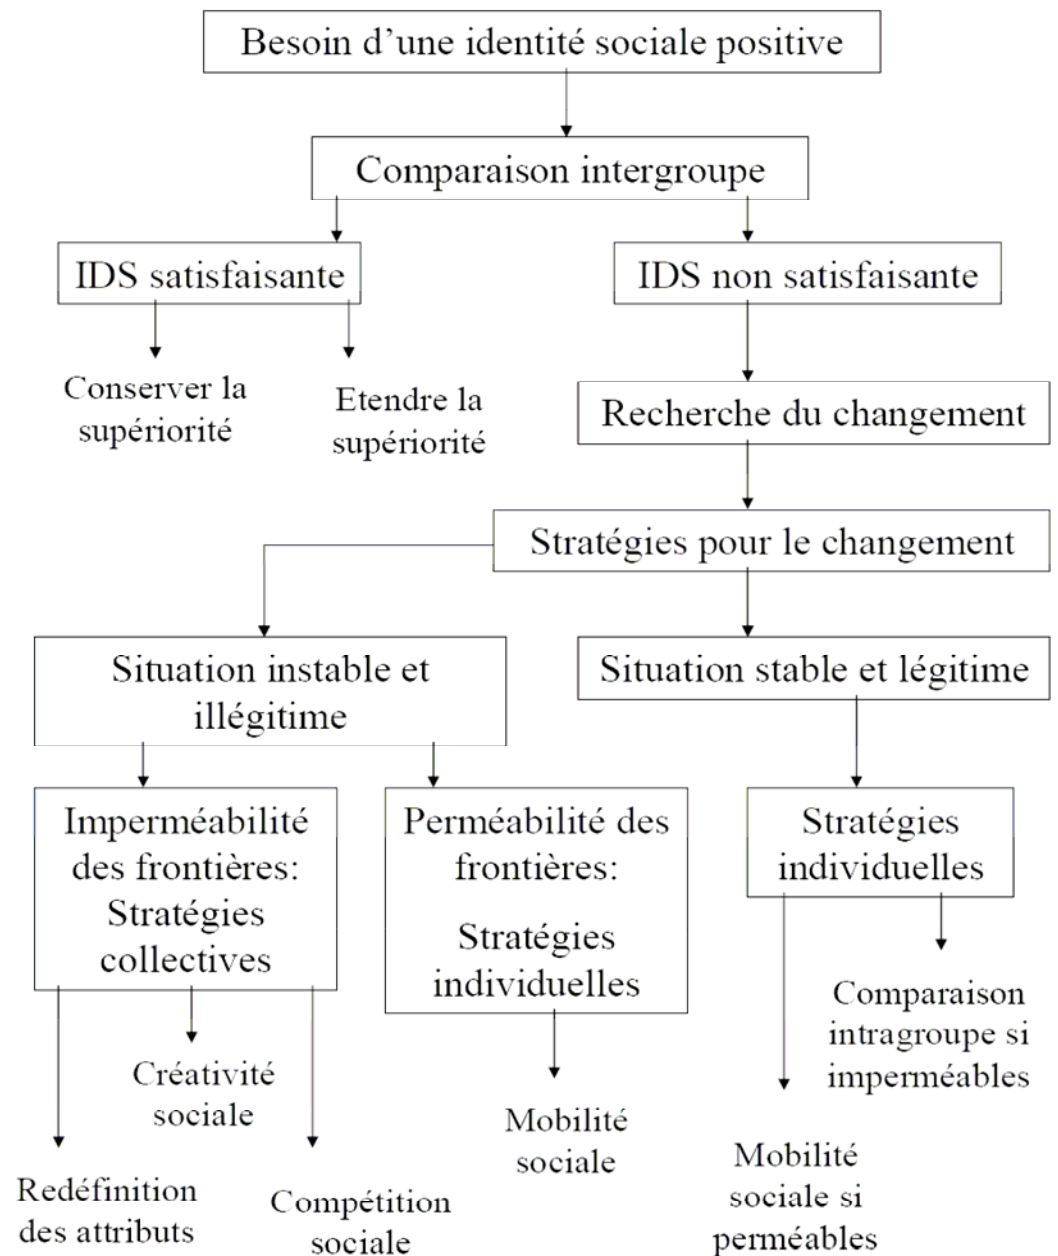 Besoin d’une identité sociale positive
Comparaison intergroupe
IDS satisfaisante
IDS non satisfaisante
Conserver la
supériorité
Etendre la
supériorité
Recherche du changement
Stratégies pour le changement
Situation instable et
illégitime
Situation stable et légitime
Imperméabilité
des frontières:
Stratégies
collectives
Perméabilité des
frontières:
Stratégies
individuelles
Stratégies
individuelles
Créativité
sociale
Comparaison
intragroupe si
imperméables
Mobilité
sociale
Redéfinition
des attributs
Compétition
sociale
Mobilité
sociale si
perméables